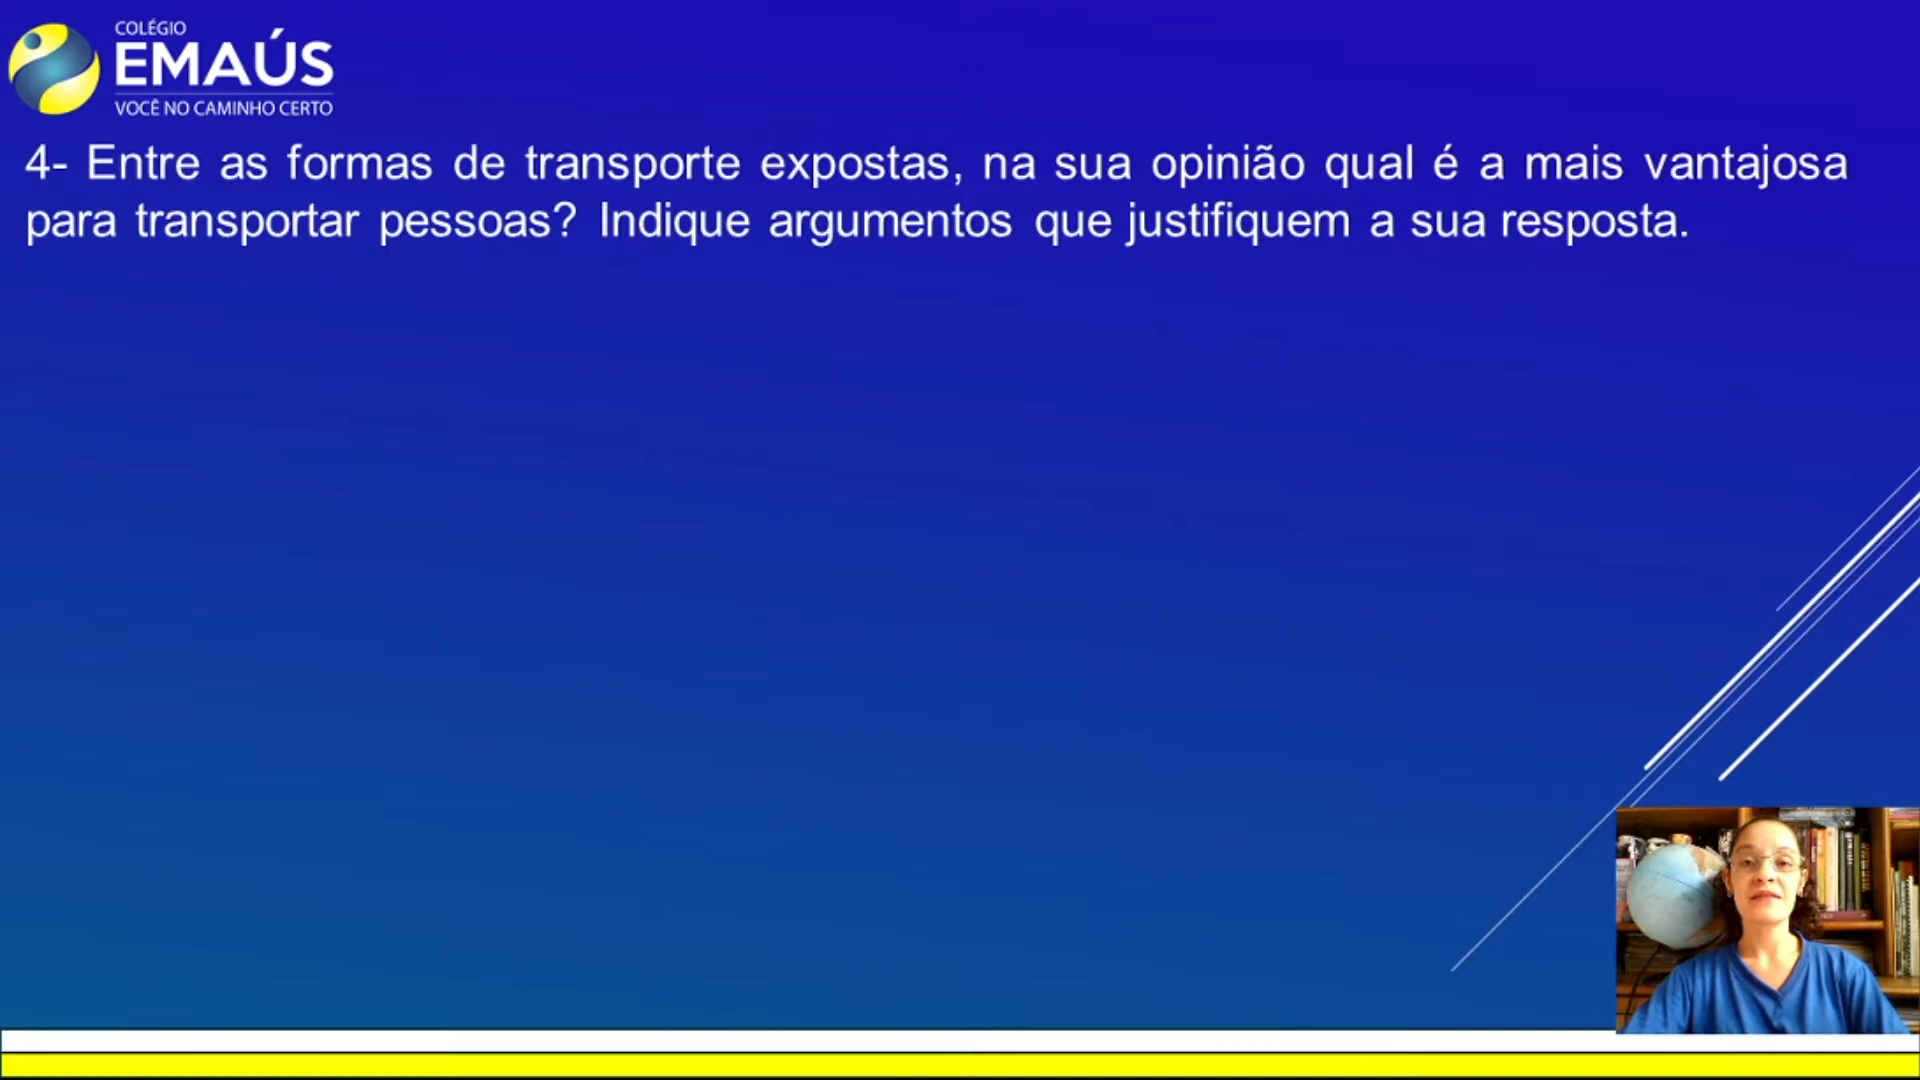 COLÉGIO
EMAÚS
VOCÊ NO CAMINHO CERTO
4- Entre as formas de transporte expostas, na sua opinião qual é a mais vantajosa
para transportar pessoas? Indique argumentos que justifiquem a sua resposta.